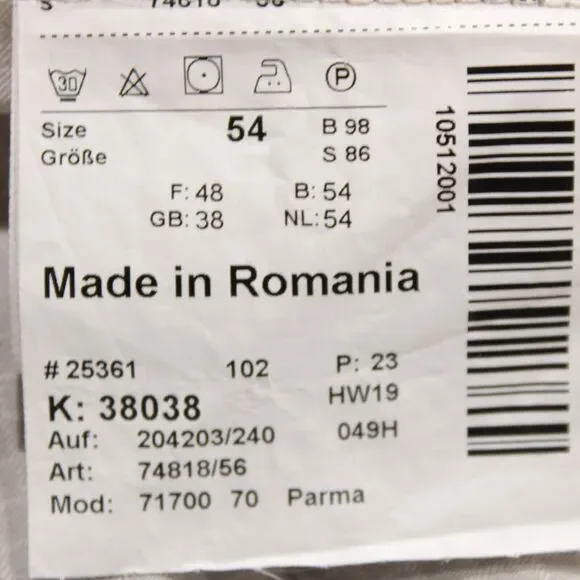 30
P
Size 54 B 98
Größe S 86
F: 48 B: 54
GB: 38 NL: 54
10512001
Made in Romania
# 25361 102 P: 23
K: 38038 HW19
Auf: 204203/240 049H
Art: 74818/56
Mod: 71700 70 Parma